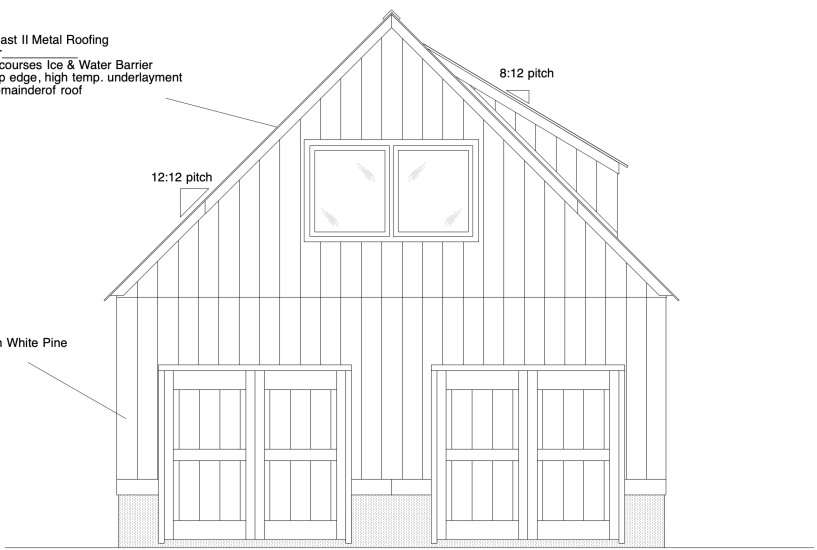 ast II Metal Roofing
r
courses Ice & Water Barrier
p edge, high temp. underlayment
emainderof roof
8:12 pitch
12:12 pitch
n White Pine